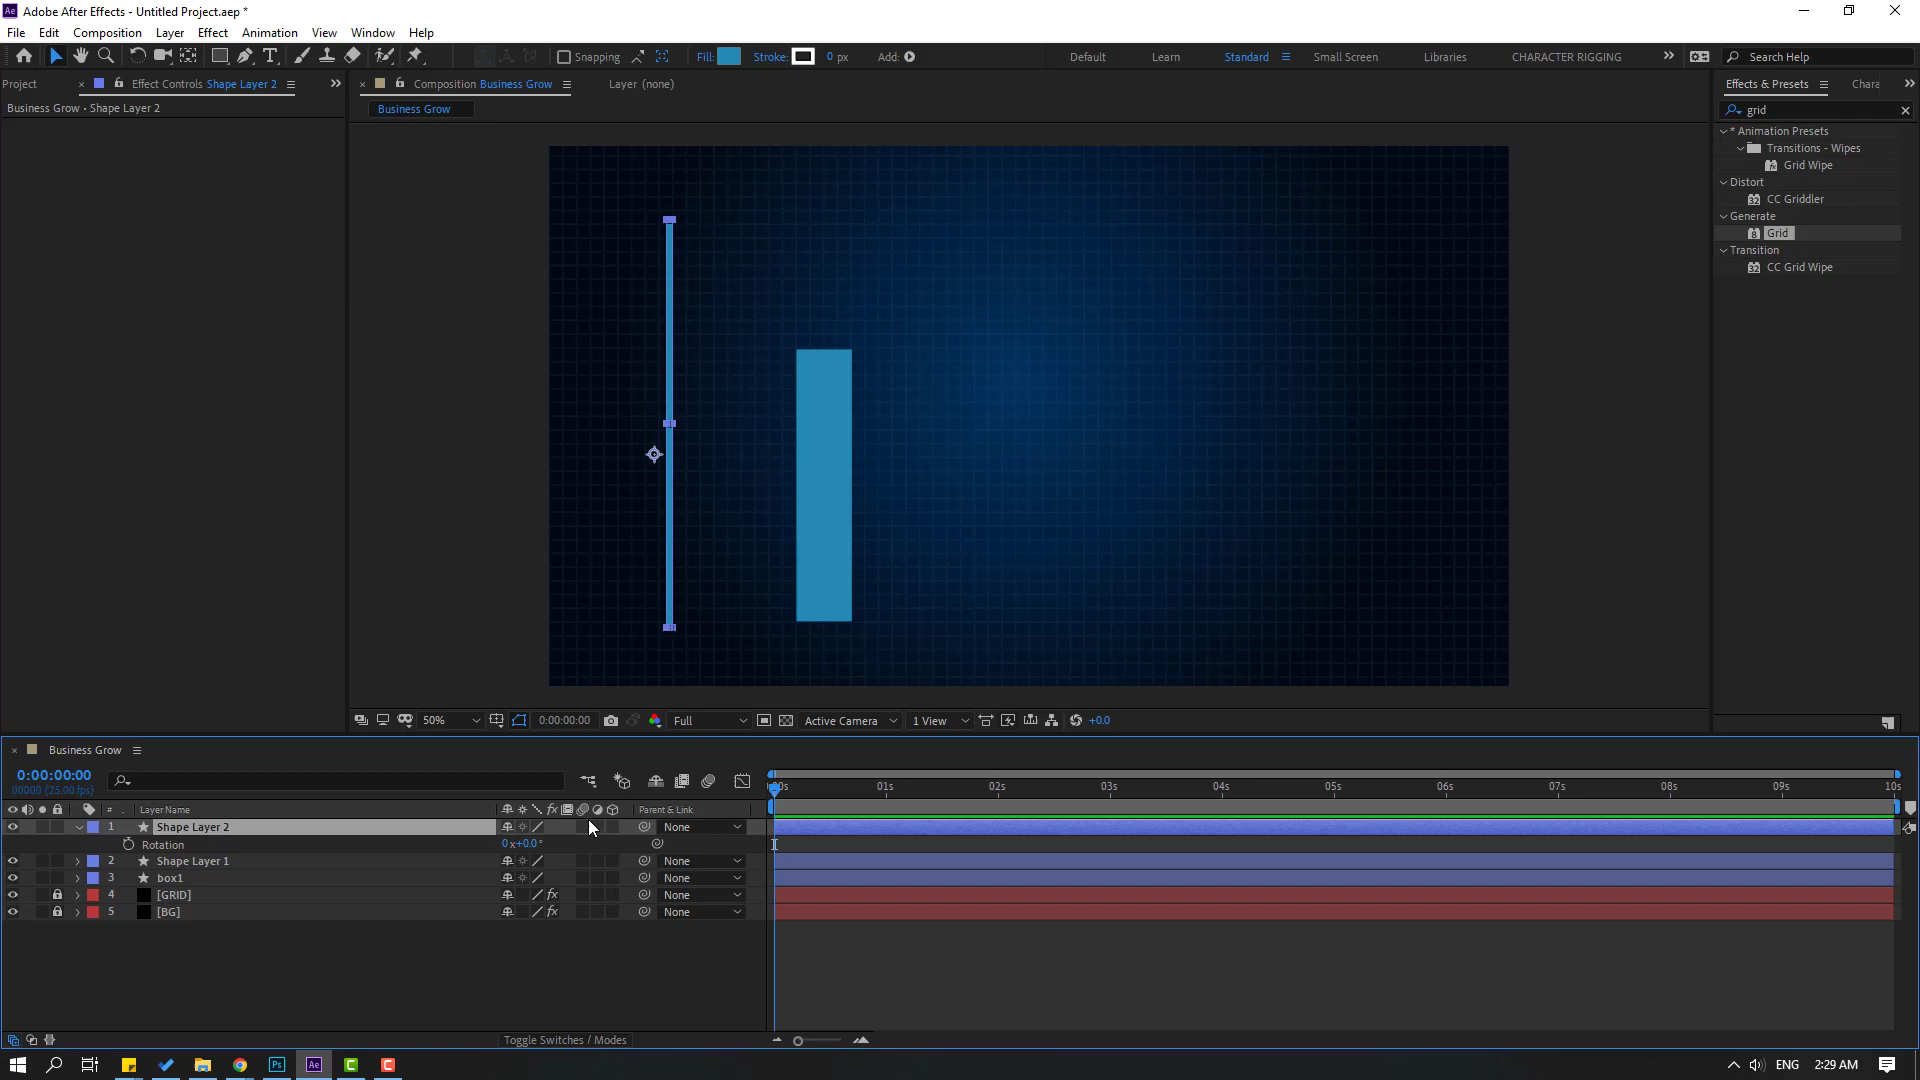 Adobe After Effects - Untitled Project.aep *
File Edit Composition Layer Effect Animation View Window Help
Snapping Fill: Stroke: 0 px Add: Default Learn Standard Small Screen Libraries CHARACTER RIGGING Search Help
Project Effect Controls Shape Layer 2 Composition Business Grow Layer (none) Effects & Presets Chara
Business Grow • Shape Layer 2 Business Grow grid
* Animation Presets
Transitions - Wipes
Grid Wipe
Distort
CC Griddler
Generate
Grid
Transition
CC Grid Wipe
50% 0:00:00:00 Full Active Camera 1 View +0.0
Business Grow
0:00:00:00
00000 (25.00 fps)
01s 02s 03s 04s 05s 06s 07s 08s 09s 10s
# Layer Name Parent & Link
1 Shape Layer 2 None
Rotation 0x+0.0°
2 Shape Layer 1 None
3 box1 None
4 [GRID] fx None
5 [BG] fx None
Toggle Switches / Modes
ENG 2:29 AM